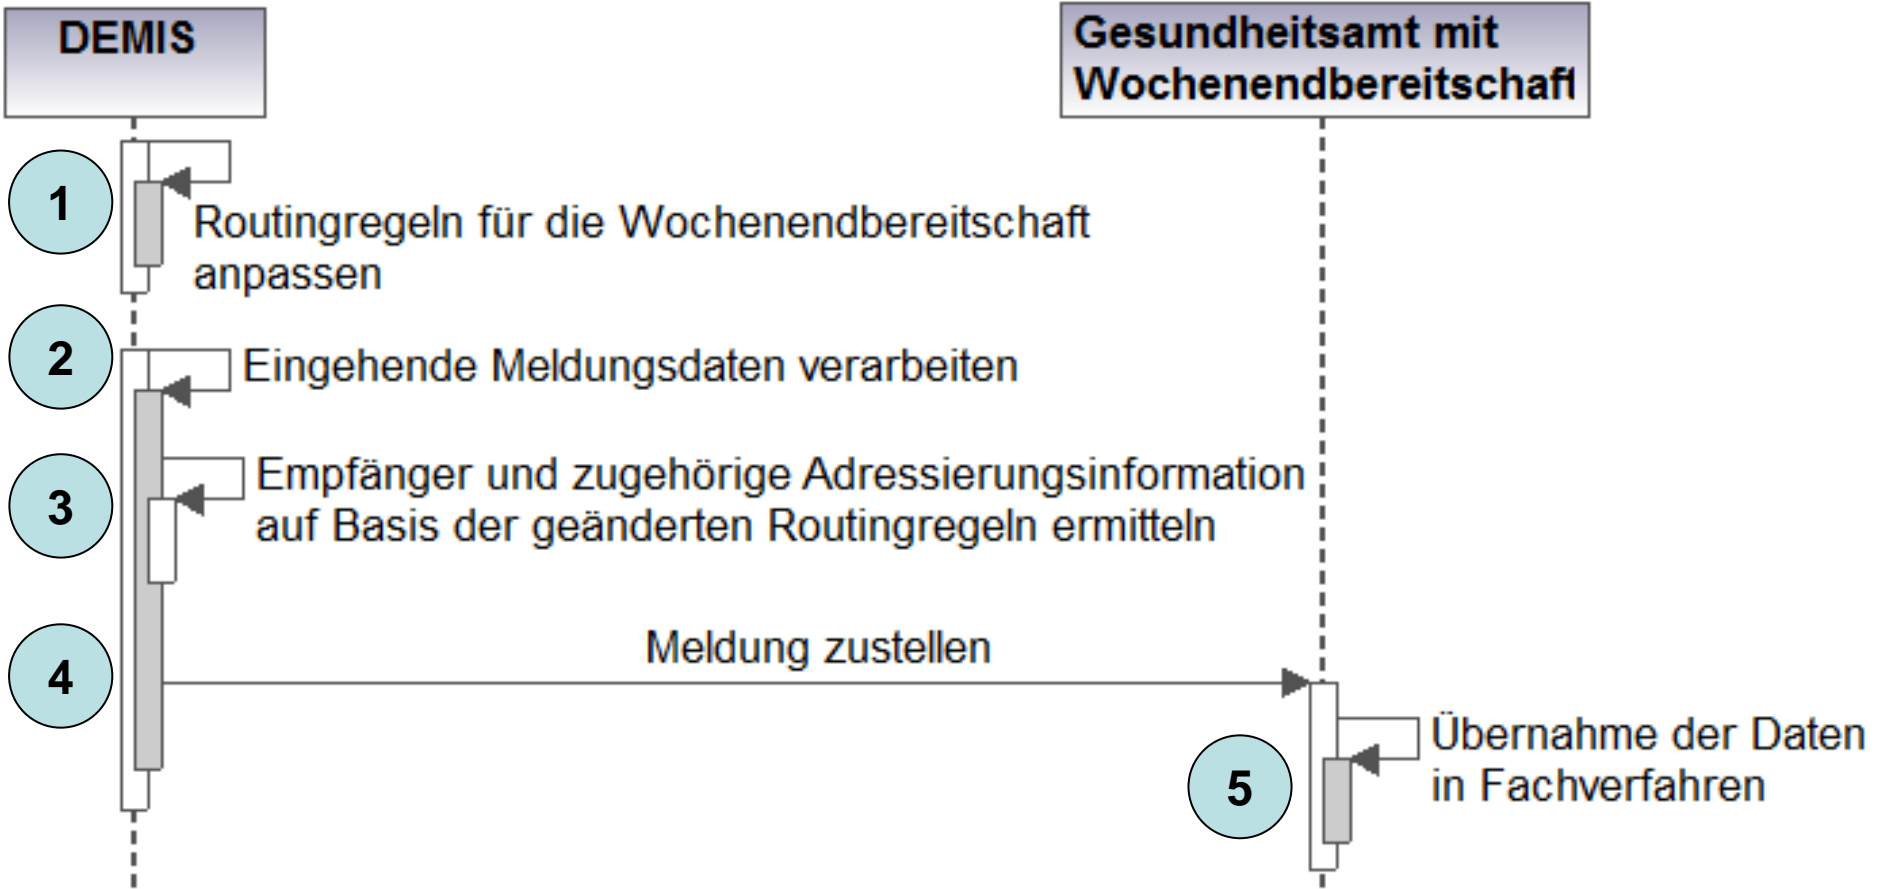 DEMIS
Gesundheitsamt mit
Wochenendbereitschaft
1
Routingregeln für die Wochenendbereitschaft
anpassen
2
Eingehende Meldungsdaten verarbeiten
3
Empfänger und zugehörige Adressierungsinformation
auf Basis der geänderten Routingregeln ermitteln
4
Meldung zustellen
5
Übernahme der Daten
in Fachverfahren